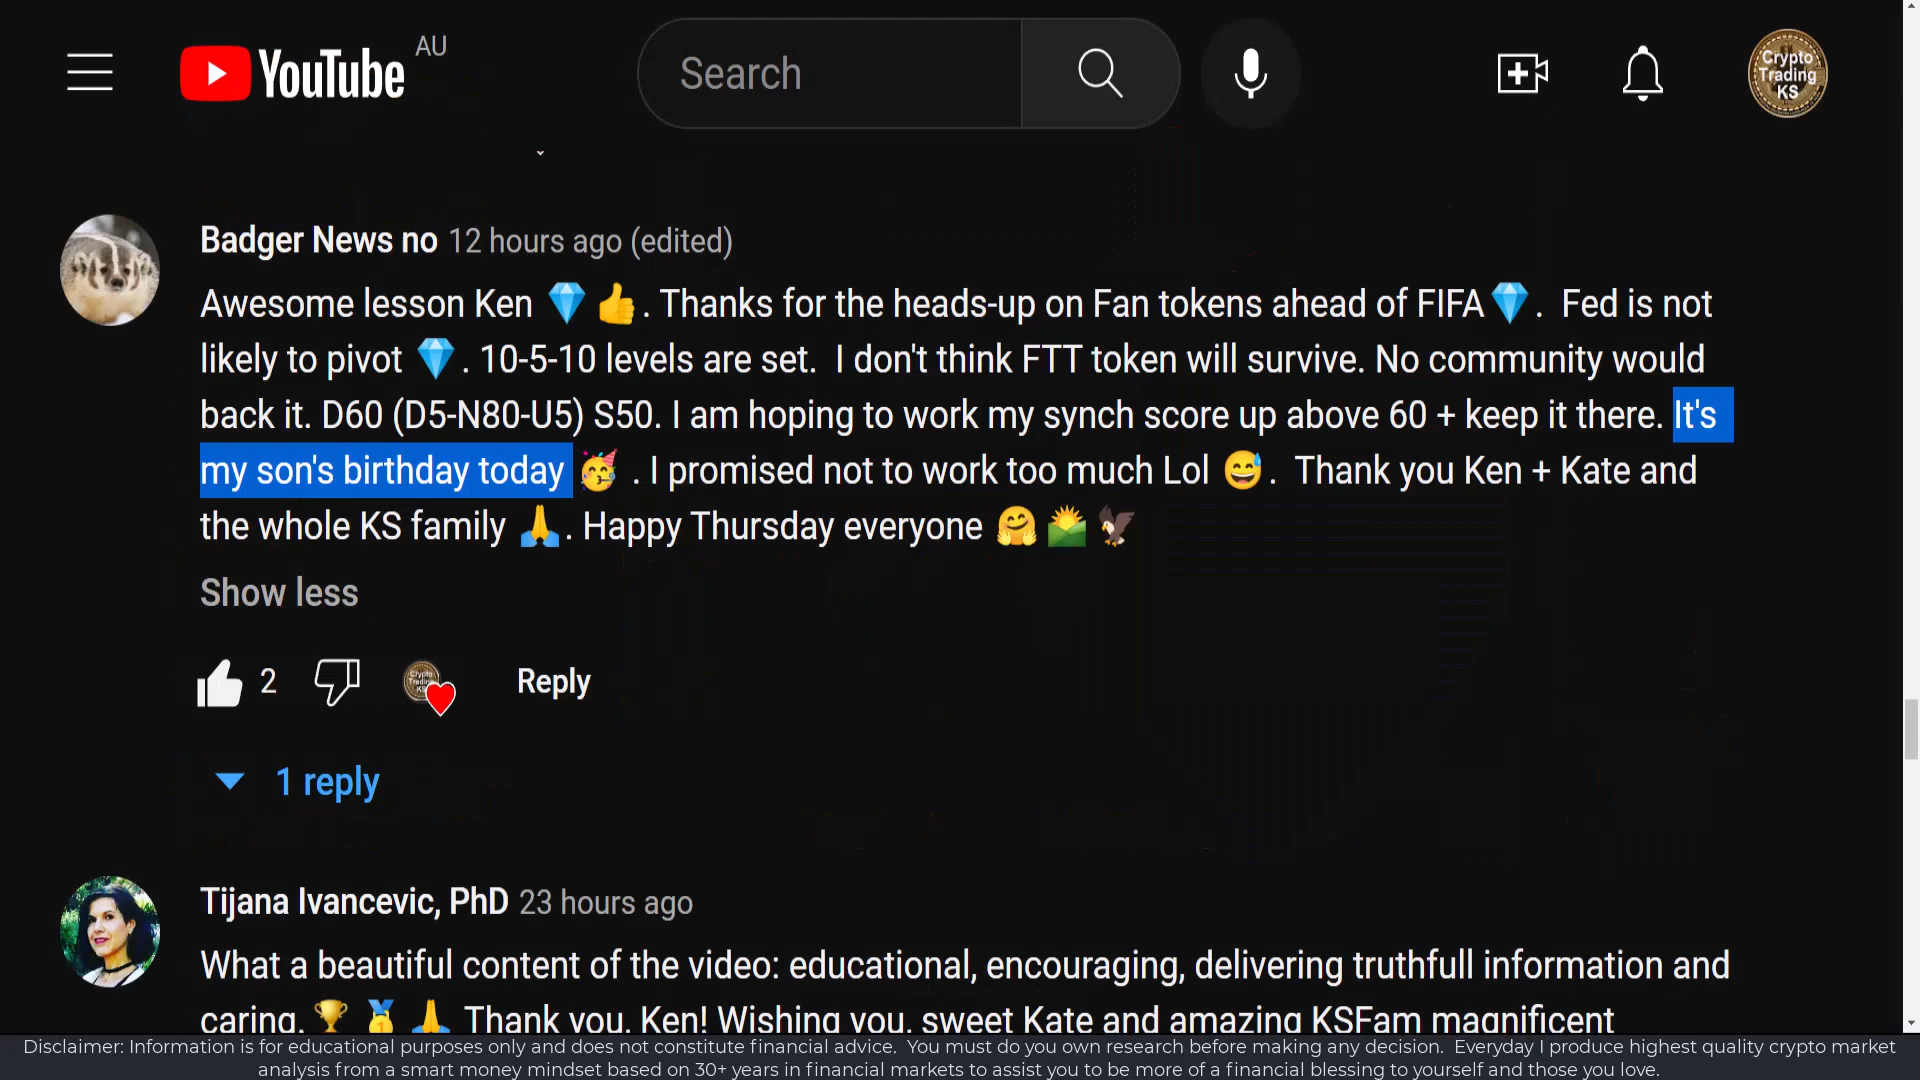 YouTube AU
Search
Crypto
Trading
KS
Badger News no 12 hours ago (edited)
Awesome lesson Ken 💎 👍. Thanks for the heads-up on Fan tokens ahead of FIFA💎. Fed is not
likely to pivot 💎. 10-5-10 levels are set. I don't think FTT token will survive. No community would
back it. D60 (D5-N80-U5) S50. I am hoping to work my synch score up above 60 + keep it there. It's
my son's birthday today 🥳 . I promised not to work too much Lol 😅. Thank you Ken + Kate and
the whole KS family 🙏. Happy Thursday everyone 🤗 🌄 🦅
Show less
2
Reply
1 reply
Tijana Ivancevic, PhD 23 hours ago
What a beautiful content of the video: educational, encouraging, delivering truthfull information and
caring. 🏆 🥇 🙏 Thank you, Ken! Wishing you, sweet Kate and amazing KSFam magnificent
Disclaimer: Information is for educational purposes only and does not constitute financial advice. You must do you own research before making any decision. Everyday I produce highest quality crypto market
analysis from a smart money mindset based on 30+ years in financial markets to assist you to be more of a financial blessing to yourself and those you love.